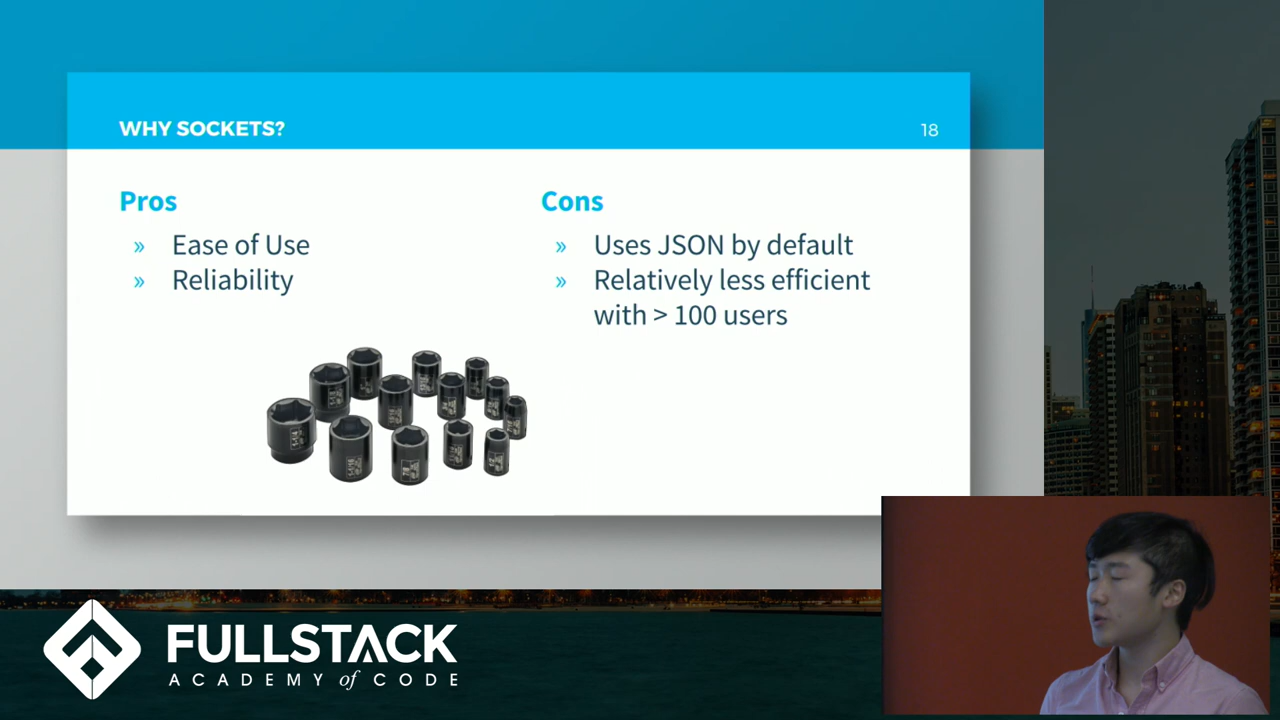 WHY SOCKETS?
18
Pros
» Ease of Use
» Reliability
Cons
» Uses JSON by default
» Relatively less efficient
with > 100 users
FULLSTACK
ACADEMY of CODE